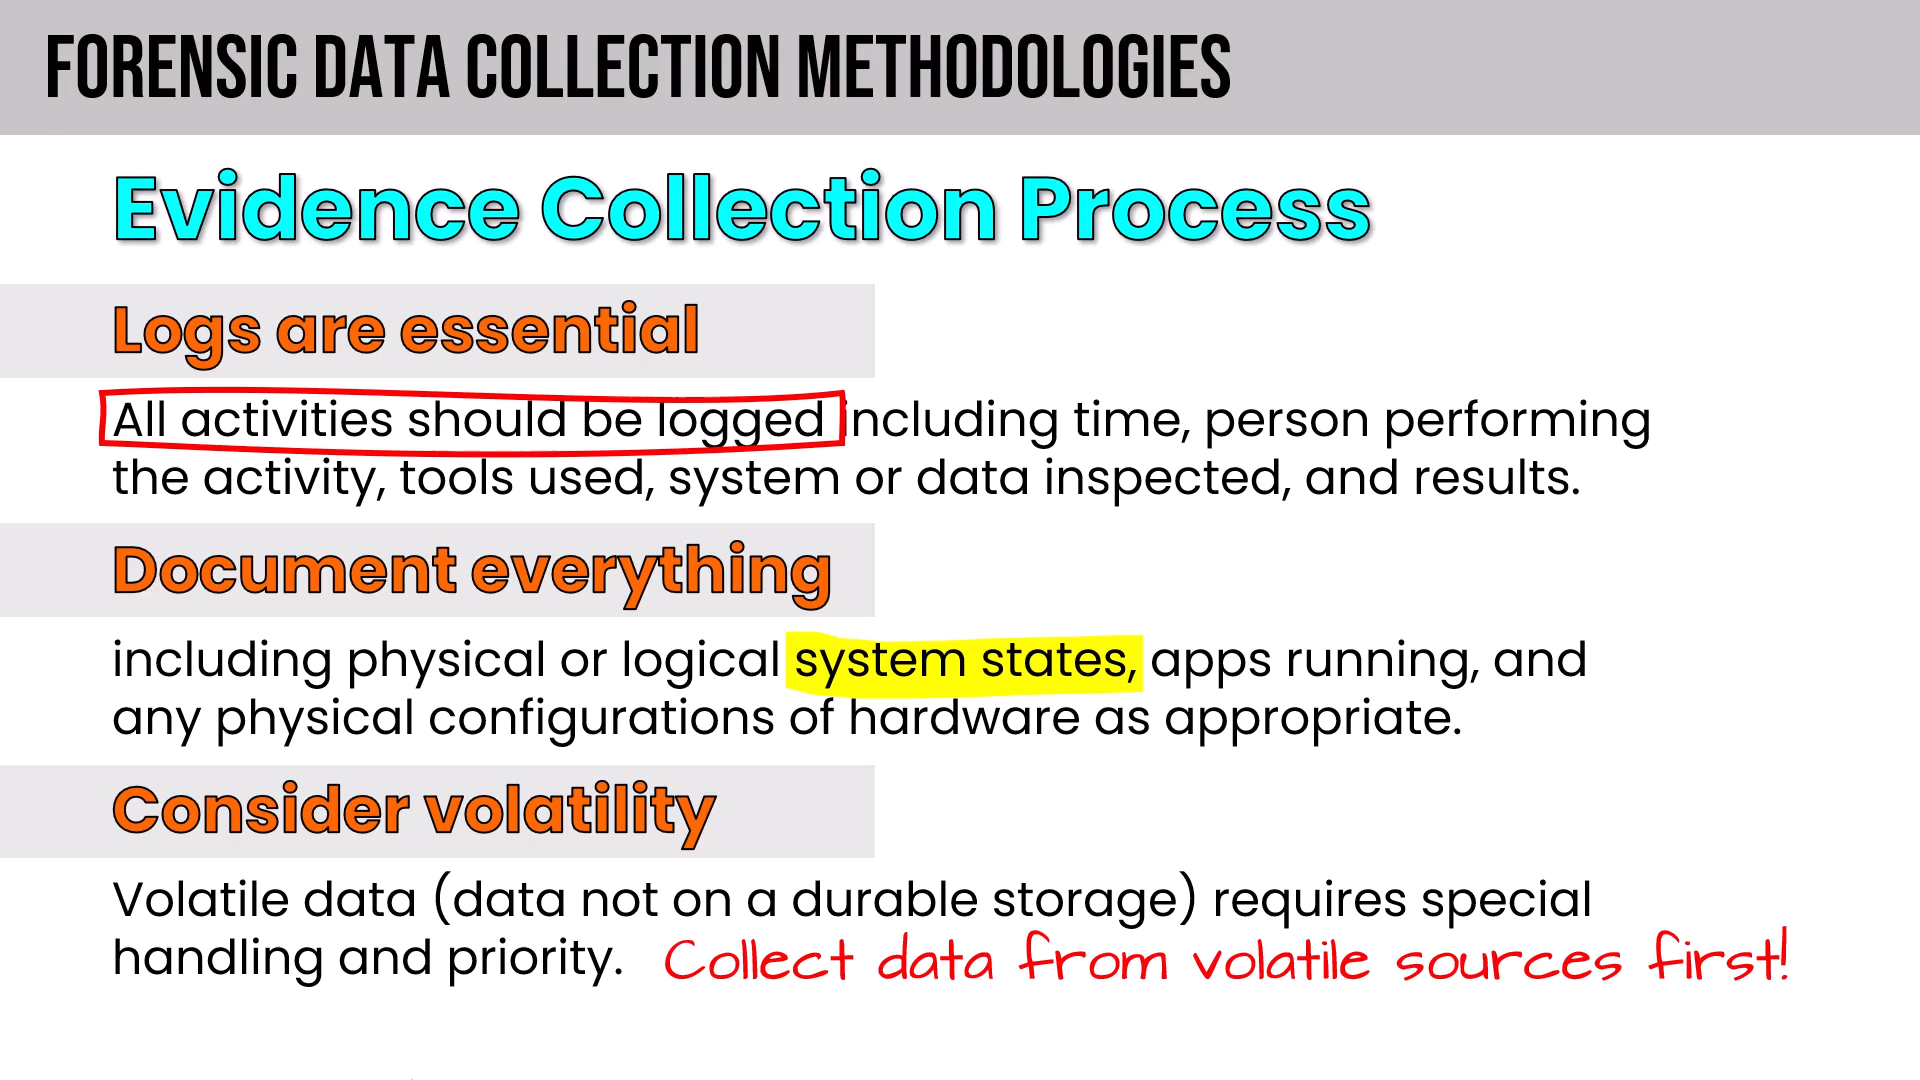 FORENSIC DATA COLLECTION METHODOLOGIES
Evidence Collection Process
Logs are essential
All activities should be logged including time, person performing
the activity, tools used, system or data inspected, and results.
Document everything
including physical or logical system states, apps running, and
any physical configurations of hardware as appropriate.
Consider volatility
Volatile data (data not on a durable storage) requires special
handling and priority. Collect data from volatile sources first!